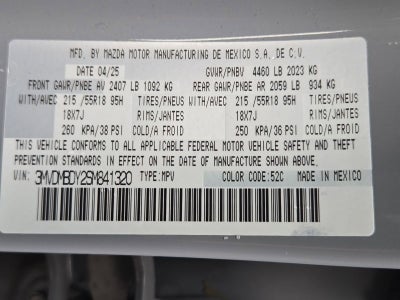 MFD. BY MAZDA MOTOR MANUFACTURING DE MEXICO S.A. DE C.V.
DATE 04/25 GVWR/PNBV 4460 LB 2023 KG
FRONT GAWR/PNBE AV 2407 LB 1092 KG REAR GAWR/PNBE AR 2059 LB 934 KG
WITH/AVEC 215/55R18 95H TIRES/PNEUS WITH/AVEC 215/55R18 95H TIRES/PNEUS
18X7J RIMS/JANTES 18X7J RIMS/JANTES
260 KPA/38 PSI COLD/A FROID 250 KPA/36 PSI COLD/A FROID
THIS VEHICLE CONFORMS TO ALL APPLICABLE FEDERAL MOTOR VEHICLE SAFETY AND THEFT
PREVENTION STANDARDS IN EFFECT ON THE DATE OF MANUFACTURE SHOWN ABOVE.
VIN: 3MVDMBDY2SM841320 TYPE: MPV COLOR CODE: 52C MADE IN MEXICO